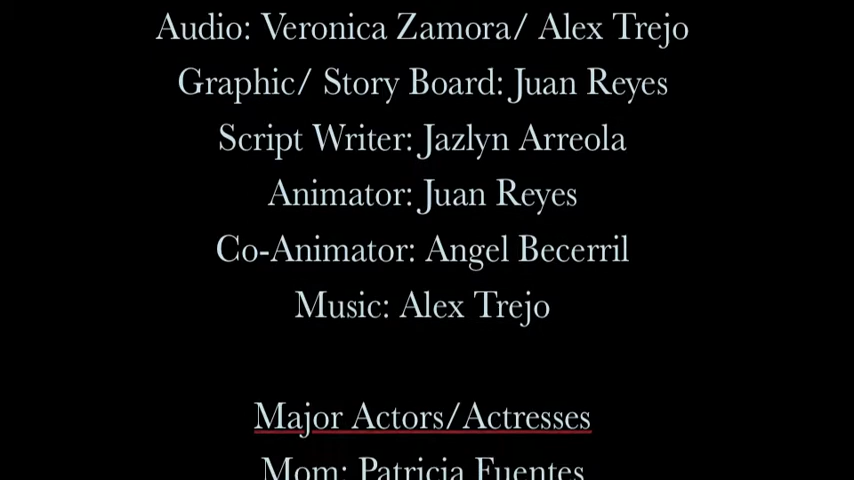 Audio: Veronica Zamora/ Alex Trejo
Graphic/ Story Board: Juan Reyes
Script Writer: Jazlyn Arreola
Animator: Juan Reyes
Co-Animator: Angel Becerril
Music: Alex Trejo
Major Actors/Actresses
Mom: Patricia Fuentes